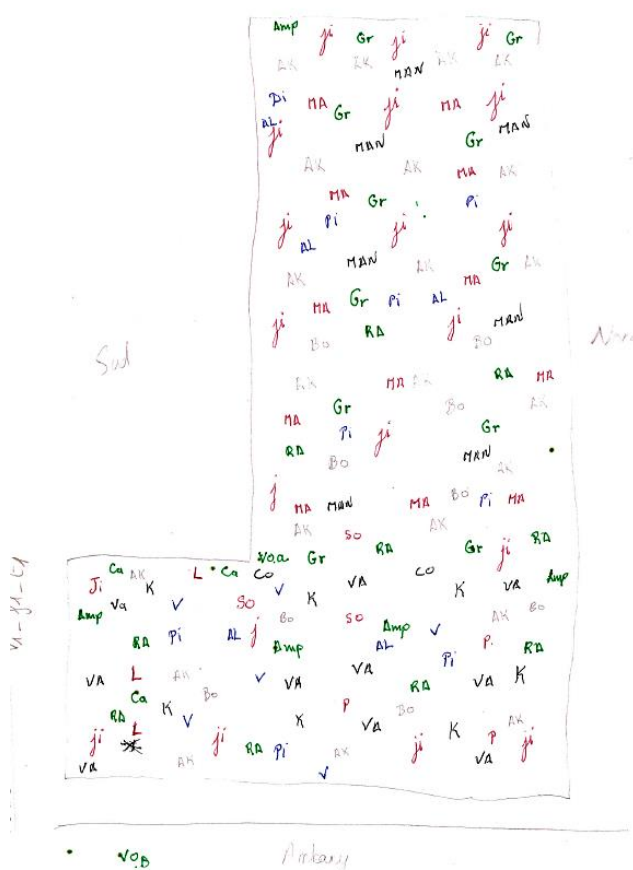 Amp ji Gr ji ji Gr
AK AK MAN AK AK
Di MA Gr ji MA ji
AL ji MAN Gr MAN
AK AK MA AK
MA Gr Pi
ji Pi ji ji
AL MAN AK Gr AK
AK MA
MA Gr Pi AL
ji RA ji MAN
Sud Bo Bo
AK MA AK RA MA
Gr Bo AK
MA Pi ji Gr
RA Bo MAN AK
j MA MAN MA Bo Pi MA
AK SO AK
Vo.a Gr RA Gr ji RA
Ji Ca AK K L Ca Co V VA CO K VA Amp
Amp Va V SO K Bo SO AK Bo
RA Pi AL j Amp Amp AL V P RA
VA L AK V VA VA Pi VA K
Ca Bo RA
RA K V K P VA Bo K P AK
ji L ji RA Pi AK ji ji
VA AK V VA
VO.B